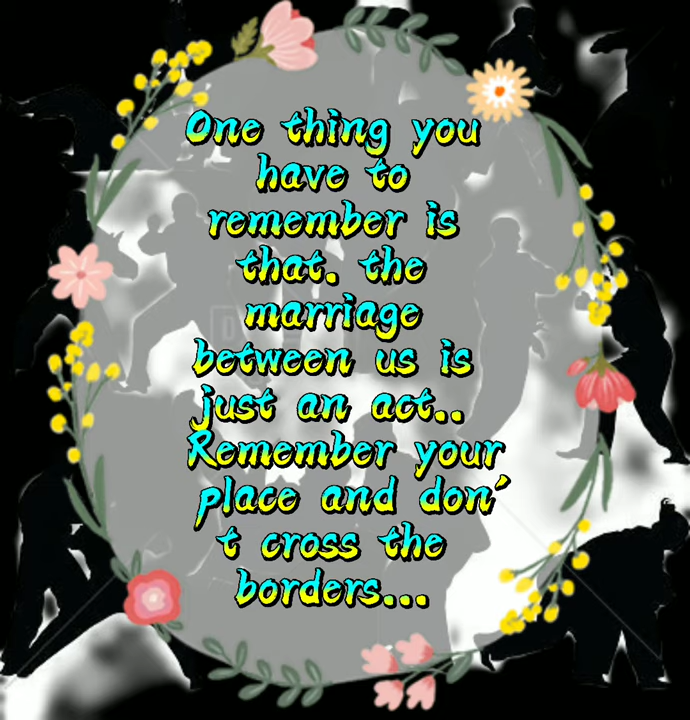 One thing you
have to
remember is
that. the
marriage
between us is
just an act..
Remember your
place and don'
t cross the
borders...